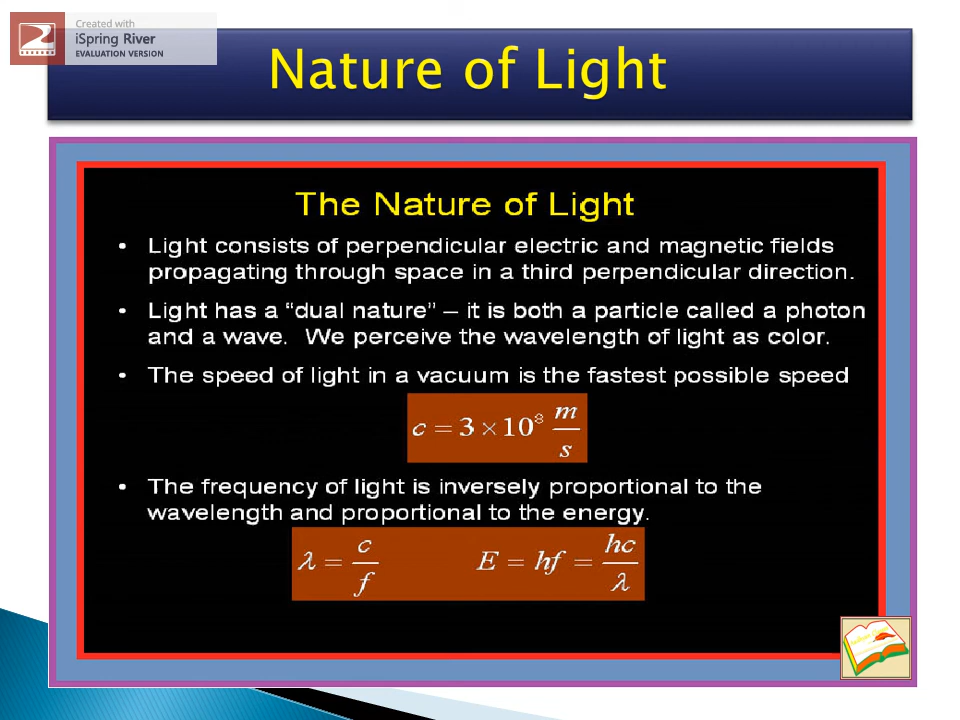 Created with
iSpring River
EVALUATION VERSION
Nature of Light
The Nature of Light
• Light consists of perpendicular electric and magnetic fields
propagating through space in a third perpendicular direction.
• Light has a “dual nature” – it is both a particle called a photon
and a wave. We perceive the wavelength of light as color.
• The speed of light in a vacuum is the fastest possible speed
c = 3 × 10⁸ m/s
• The frequency of light is inversely proportional to the
wavelength and proportional to the energy.
λ = c/f E = hf = hc/λ